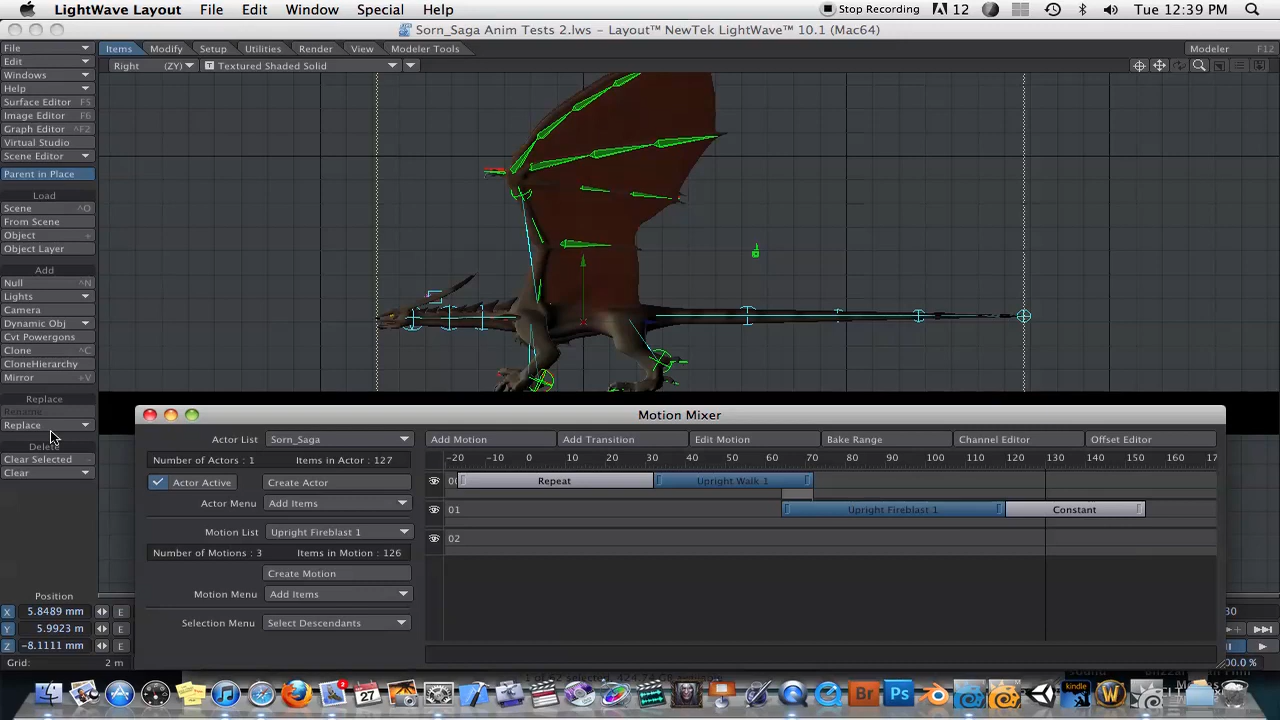 LightWave Layout File Edit Window Special Help Stop Recording 12 Tue 12:39 PM
Sorn_Saga Anim Tests 2.lws - Layout™ NewTek LightWave™ 10.1 (Mac64)
File Items Modify Setup Utilities Render View Modeler Tools Modeler F12
Edit Right (ZY) T Textured Shaded Solid
Windows
Help
Surface Editor F5
Image Editor F6
Graph Editor ^F2
Virtual Studio
Scene Editor
Parent in Place
Load
Scene ^O
From Scene
Object +
Object Layer
Add
Null ^N
Lights
Camera
Dynamic Obj
Cvt Powergons
Clone ^C
CloneHierarchy
Mirror +V
Replace
Rename
Replace
Delete
Clear Selected -
Clear
Motion Mixer
Actor List Sorn_Saga Add Motion Add Transition Edit Motion Bake Range Channel Editor Offset Editor
Number of Actors : 1 Items in Actor : 127 -20 -10 0 10 20 30 40 50 60 70 80 90 100 110 120 130 140 150 160 17
Actor Active Create Actor Repeat Upright Walk 1
Actor Menu Add Items 01 Upright Fireblast 1 Constant
Motion List Upright Fireblast 1 02
Number of Motions : 3 Items in Motion : 126
Create Motion
Motion Menu Add Items
Selection Menu Select Descendants
Position
X 5.8489 mm E 30
Y 5.9923 m E
Z -8.1111 mm E
Grid: 2 m 0.0 %
17
27
kindle
Br Ps